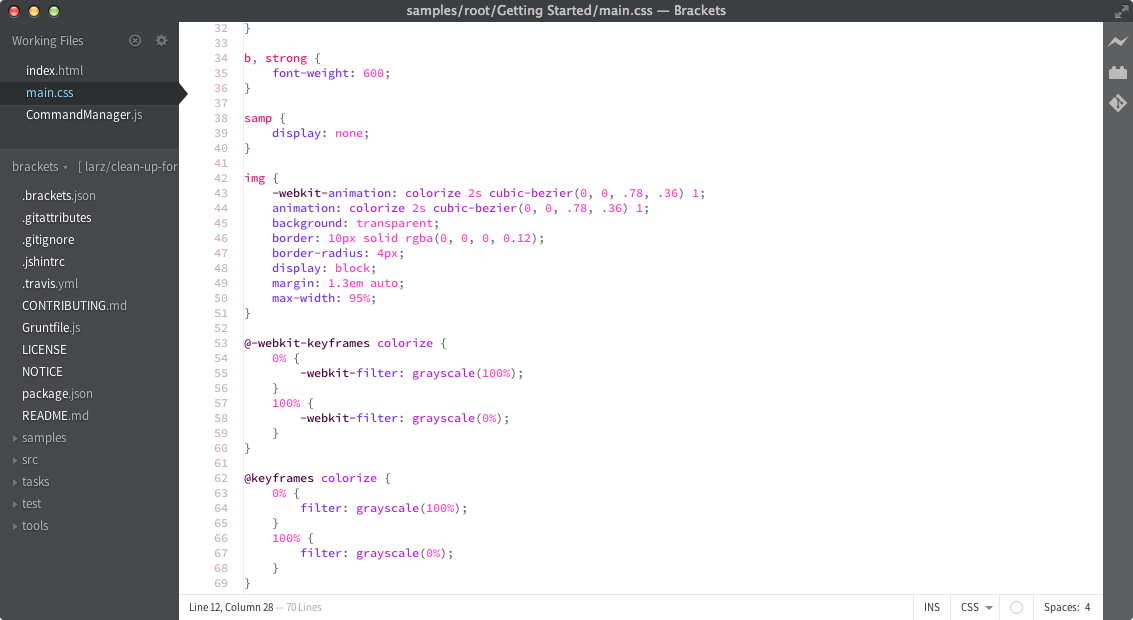 samples/root/Getting Started/main.css — Brackets
Working Files
index.html
main.css
CommandManager.js
brackets
[ larz/clean-up-for
.brackets.json
.gitattributes
.gitignore
.jshintrc
.travis.yml
CONTRIBUTING.md
Gruntfile.js
LICENSE
NOTICE
package.json
README.md
samples
src
tasks
test
tools
32 }
33
34 b, strong {
35     font-weight: 600;
36 }
37
38 samp {
39     display: none;
40 }
41
42 img {
43     -webkit-animation: colorize 2s cubic-bezier(0, 0, .78, .36) 1;
44     animation: colorize 2s cubic-bezier(0, 0, .78, .36) 1;
45     background: transparent;
46     border: 10px solid rgba(0, 0, 0, 0.12);
47     border-radius: 4px;
48     display: block;
49     margin: 1.3em auto;
50     max-width: 95%;
51 }
52
53 @-webkit-keyframes colorize {
54     0% {
55         -webkit-filter: grayscale(100%);
56     }
57     100% {
58         -webkit-filter: grayscale(0%);
59     }
60 }
61
62 @keyframes colorize {
63     0% {
64         filter: grayscale(100%);
65     }
66     100% {
67         filter: grayscale(0%);
68     }
69 }
Line 12, Column 28 — 70 Lines
INS
CSS
Spaces: 4